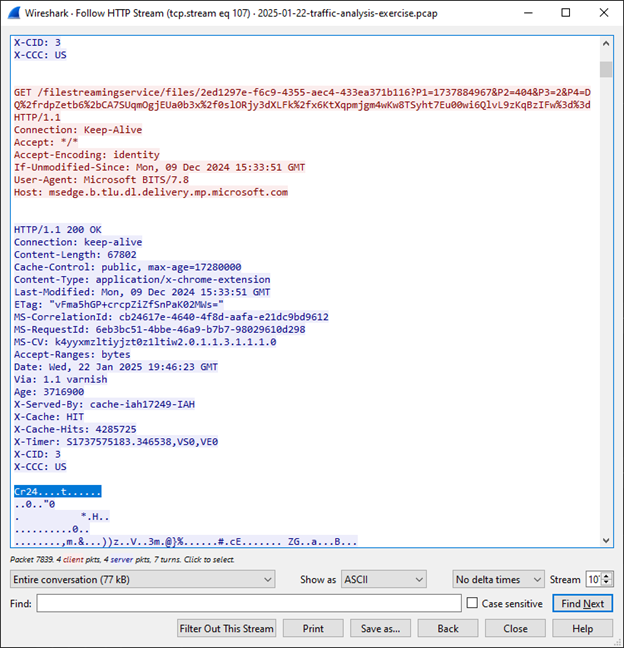 Wireshark · Follow HTTP Stream (tcp.stream eq 107) · 2025-01-22-traffic-analysis-exercise.pcap
X-CID: 3
X-CCC: US
GET /filestreamingservice/files/2ed1297e-f6c9-4355-aec4-433ea371b116?P1=1737884967&P2=404&P3=2&P4=D
Q%2frdpZetb6%2bCA7SUqmOgjEUa0b3x%2f0slORjy3dXLFk%2fx6KtXqpmjgm4wKw8TSyht7Eu00wi6QlvL9zKqBzIFw%3d%3d
HTTP/1.1
Connection: Keep-Alive
Accept: */*
Accept-Encoding: identity
If-Unmodified-Since: Mon, 09 Dec 2024 15:33:51 GMT
User-Agent: Microsoft BITS/7.8
Host: msedge.b.tlu.dl.delivery.mp.microsoft.com
HTTP/1.1 200 OK
Connection: keep-alive
Content-Length: 67802
Cache-Control: public, max-age=17280000
Content-Type: application/x-chrome-extension
Last-Modified: Mon, 09 Dec 2024 15:33:51 GMT
ETag: "vFma5hGP+crcpZiZfSnPaK02MWs="
MS-CorrelationId: cb24617e-4640-4f8d-aafa-e21dc9bd9612
MS-RequestId: 6eb3bc51-4bbe-46a9-b7b7-98029610d298
MS-CV: k4yyxmzltiyjzt0z1ltiw2.0.1.1.3.1.1.1.0
Accept-Ranges: bytes
Date: Wed, 22 Jan 2025 19:46:23 GMT
Via: 1.1 varnish
Age: 3716900
X-Served-By: cache-iah17249-IAH
X-Cache: HIT
X-Cache-Hits: 4285725
X-Timer: S1737575183.346538,VS0,VE0
X-CID: 3
X-CCC: US
Cr24....t......
..0.."0
. *.H..
..........0..
........,m.&...))z..V..3m.@}%......#.cE....... ZG..a...B...
Packet 7839. 4 client pkts, 4 server pkts, 7 turns. Click to select.
Entire conversation (77 kB) Show as ASCII No delta times Stream 10
Find: Case sensitive Find Next
Filter Out This Stream Print Save as... Back Close Help